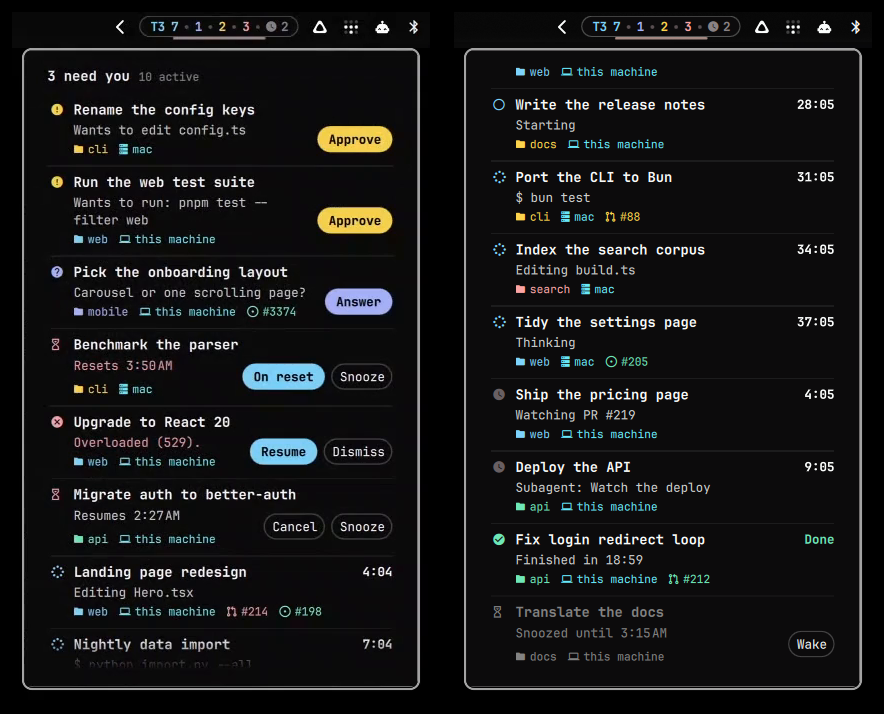 T3 7 · 1 · 2 · 3 · 2
3 need you 10 active
Rename the config keys
Wants to edit config.ts
Approve
cli mac
Run the web test suite
Wants to run: pnpm test --
filter web
Approve
web this machine
Pick the onboarding layout
Carousel or one scrolling page?
Answer
mobile this machine #3374
Benchmark the parser
Resets 3:50AM
On reset Snooze
cli mac
Upgrade to React 20
Overloaded (529).
Resume Dismiss
web this machine
Migrate auth to better-auth
Resumes 2:27AM
Cancel Snooze
api this machine
Landing page redesign 4:04
Editing Hero.tsx
web this machine #214 #198
Nightly data import 7:04
$ python import.py --all
T3 7 · 1 · 2 · 3 · 2
web this machine
Write the release notes 28:05
Starting
docs this machine
Port the CLI to Bun 31:05
$ bun test
cli mac #88
Index the search corpus 34:05
Editing build.ts
search mac
Tidy the settings page 37:05
Thinking
web mac #205
Ship the pricing page 4:05
Watching PR #219
web this machine
Deploy the API 9:05
Subagent: Watch the deploy
api this machine
Fix login redirect loop Done
Finished in 18:59
api this machine #212
Translate the docs
Snoozed until 3:15AM
Wake
docs this machine